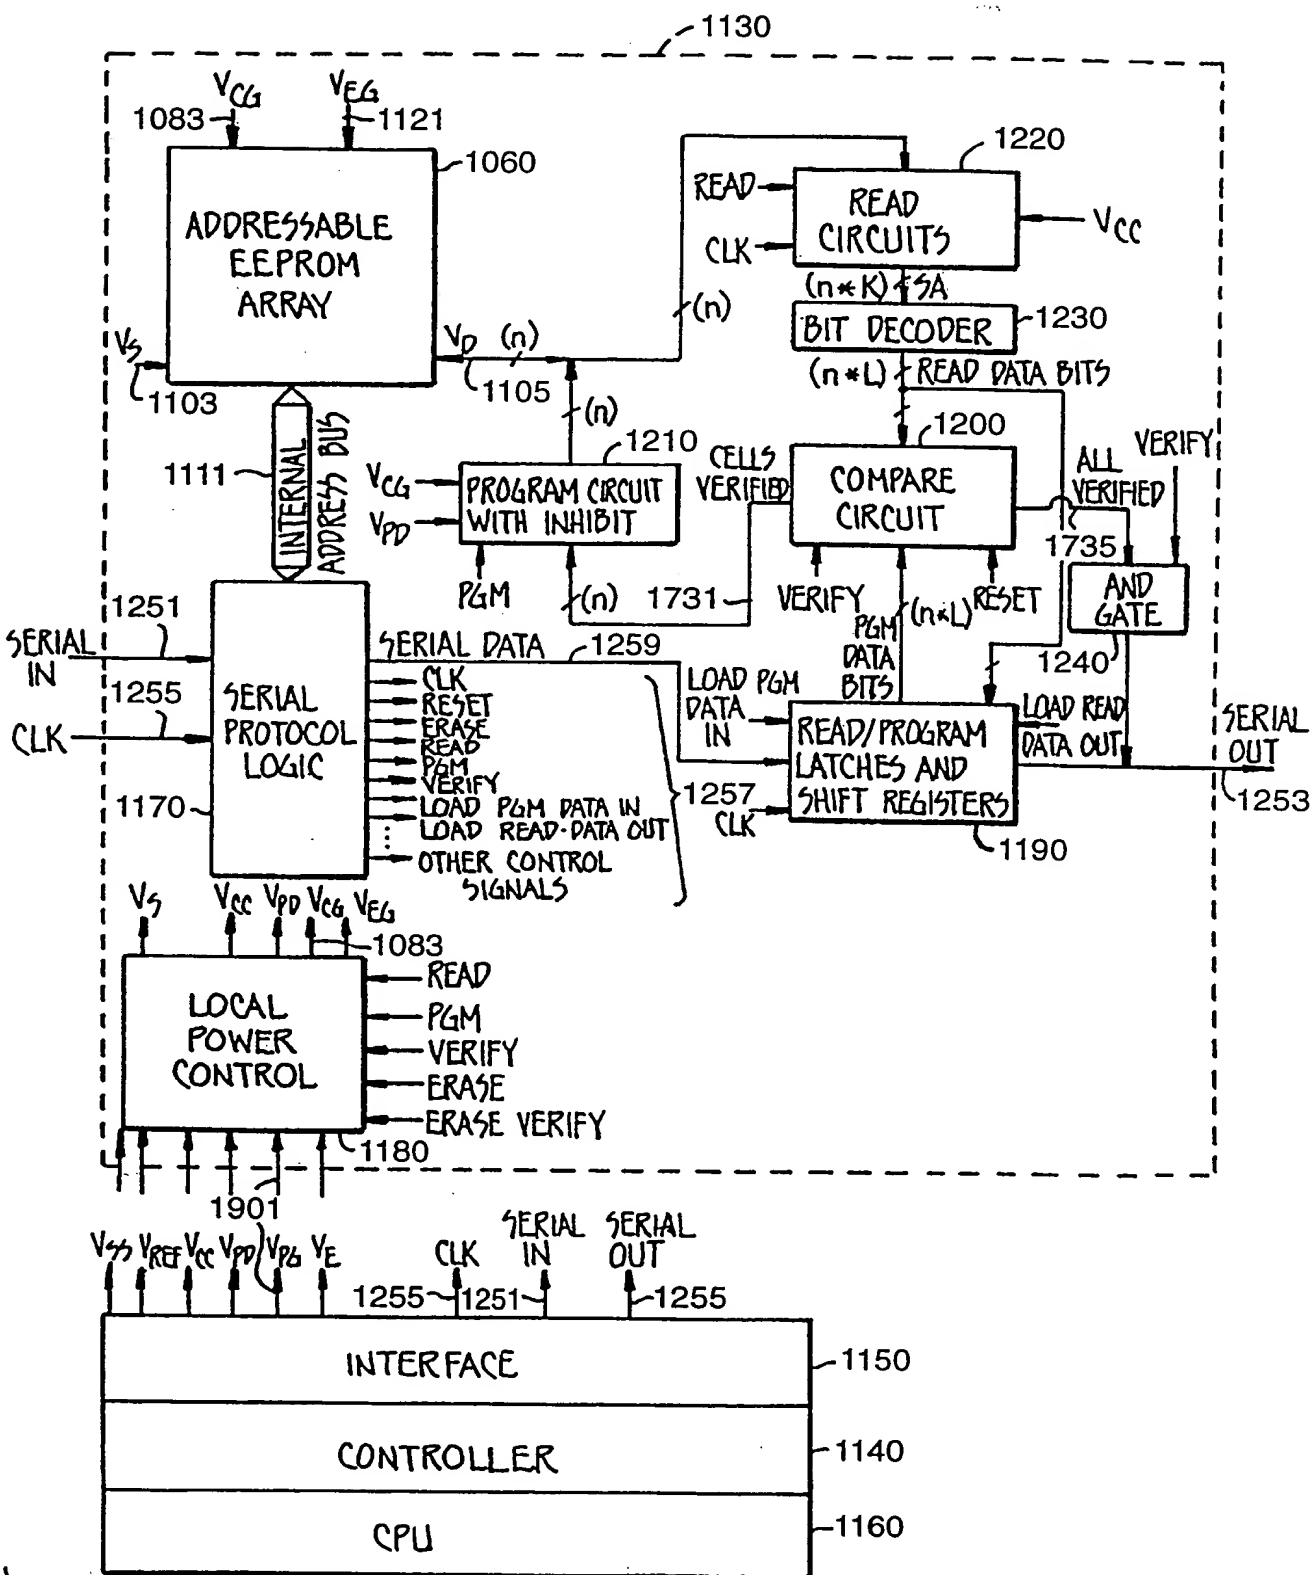 1130
VCG
VEG
1083
1121
1060
ADDRESSABLE
EEPROM
ARRAY
VS
1103
VD
(n)
1105
(n)
1220
READ
CLK
READ
CIRCUITS
VCC
(n*K)
SA
BIT DECODER
1230
(n*L)
READ DATA BITS
(n)
1210
1200
1111
INTERNAL
ADDRESS BUS
VCG
VPD
PROGRAM CIRCUIT
WITH INHIBIT
PGM
(n)
CELLS
VERIFIED
COMPARE
CIRCUIT
ALL
VERIFIED
VERIFY
1735
1731
VERIFY
(n*L)
RESET
PGM
DATA
BITS
AND
GATE
1240
SERIAL
IN
1251
1255
CLK
SERIAL
PROTOCOL
LOGIC
1170
SERIAL DATA
1259
CLK
RESET
ERASE
READ
PGM
VERIFY
LOAD PGM DATA IN
LOAD READ-DATA OUT
OTHER CONTROL
SIGNALS
1257
LOAD PGM
DATA
IN
CLK
READ/PROGRAM
LATCHES AND
SHIFT REGISTERS
1190
LOAD READ
DATA OUT
SERIAL
OUT
1253
VS
VCC
VPD
VCG
VEG
1083
LOCAL
POWER
CONTROL
READ
PGM
VERIFY
ERASE
ERASE VERIFY
1180
1901
VSS
VREF
VCC
VPD
VPG
VE
CLK
SERIAL
IN
SERIAL
OUT
1255
1251
1255
INTERFACE
1150
CONTROLLER
1140
CPU
1160